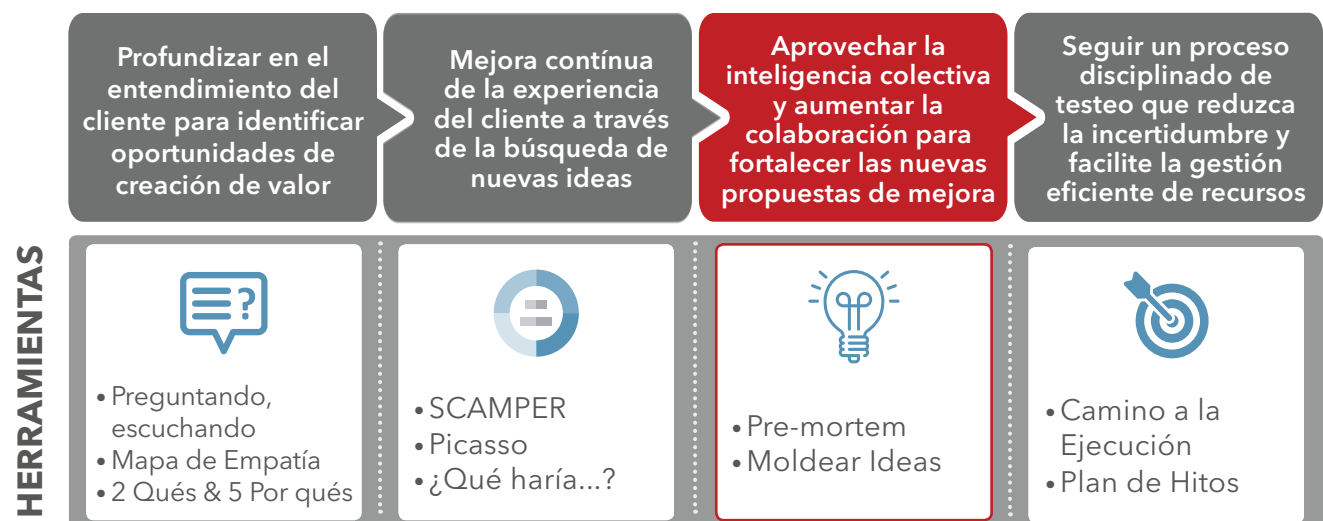 Profundizar en el
entendimiento del
cliente para identificar
oportunidades de
creación de valor
Mejora contínua
de la experiencia
del cliente a través
de la búsqueda de
nuevas ideas
Aprovechar la
inteligencia colectiva
y aumentar la
colaboración para
fortalecer las nuevas
propuestas de mejora
Seguir un proceso
disciplinado de
testeo que reduzca
la incertidumbre y
facilite la gestión
eficiente de recursos
HERRAMIENTAS
?
• Preguntando,
escuchando
• Mapa de Empatía
• 2 Qués & 5 Por qués
• SCAMPER
• Picasso
• ¿Qué haría...?
• Pre-mortem
• Moldear Ideas
• Camino a la
Ejecución
• Plan de Hitos